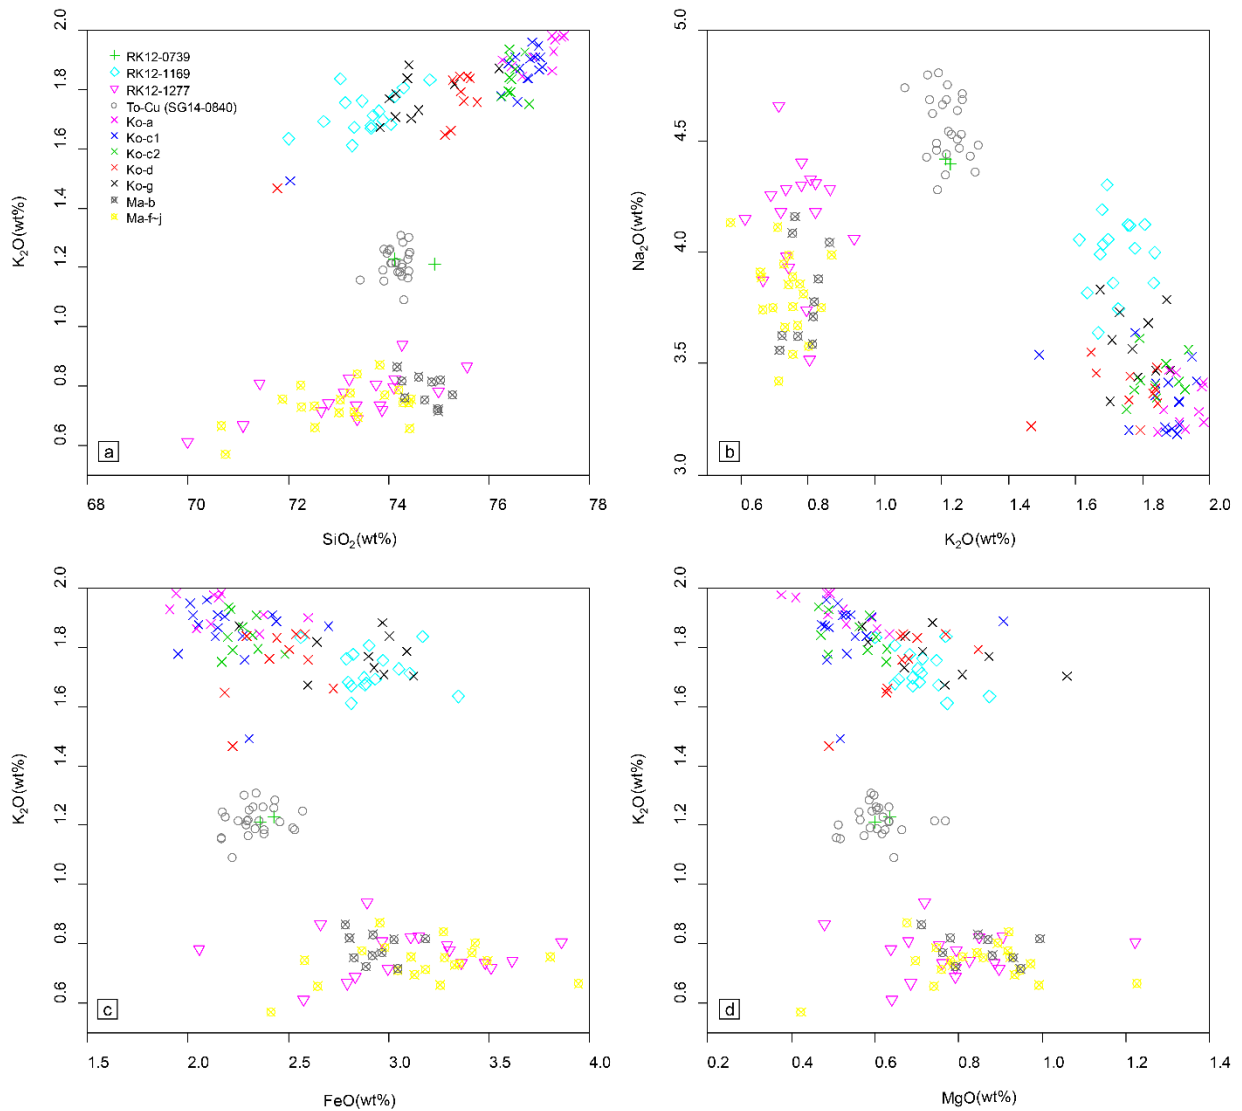 RK12-0739
RK12-1169
RK12-1277
To-Cu (SG14-0840)
Ko-a
Ko-c1
Ko-c2
Ko-d
Ko-g
Ma-b
Ma-f~j
K₂O(wt%)
2.0
1.8
1.6
1.4
1.2
1.0
0.8
0.6
a
68 70 72 74 76 78
SiO₂(wt%)
Na₂O(wt%)
5.0
4.5
4.0
3.5
3.0
b
0.6 0.8 1.0 1.2 1.4 1.6 1.8 2.0
K₂O(wt%)
K₂O(wt%)
2.0
1.8
1.6
1.4
1.2
1.0
0.8
0.6
c
1.5 2.0 2.5 3.0 3.5 4.0
FeO(wt%)
K₂O(wt%)
2.0
1.8
1.6
1.4
1.2
1.0
0.8
0.6
d
0.2 0.4 0.6 0.8 1.0 1.2 1.4
MgO(wt%)